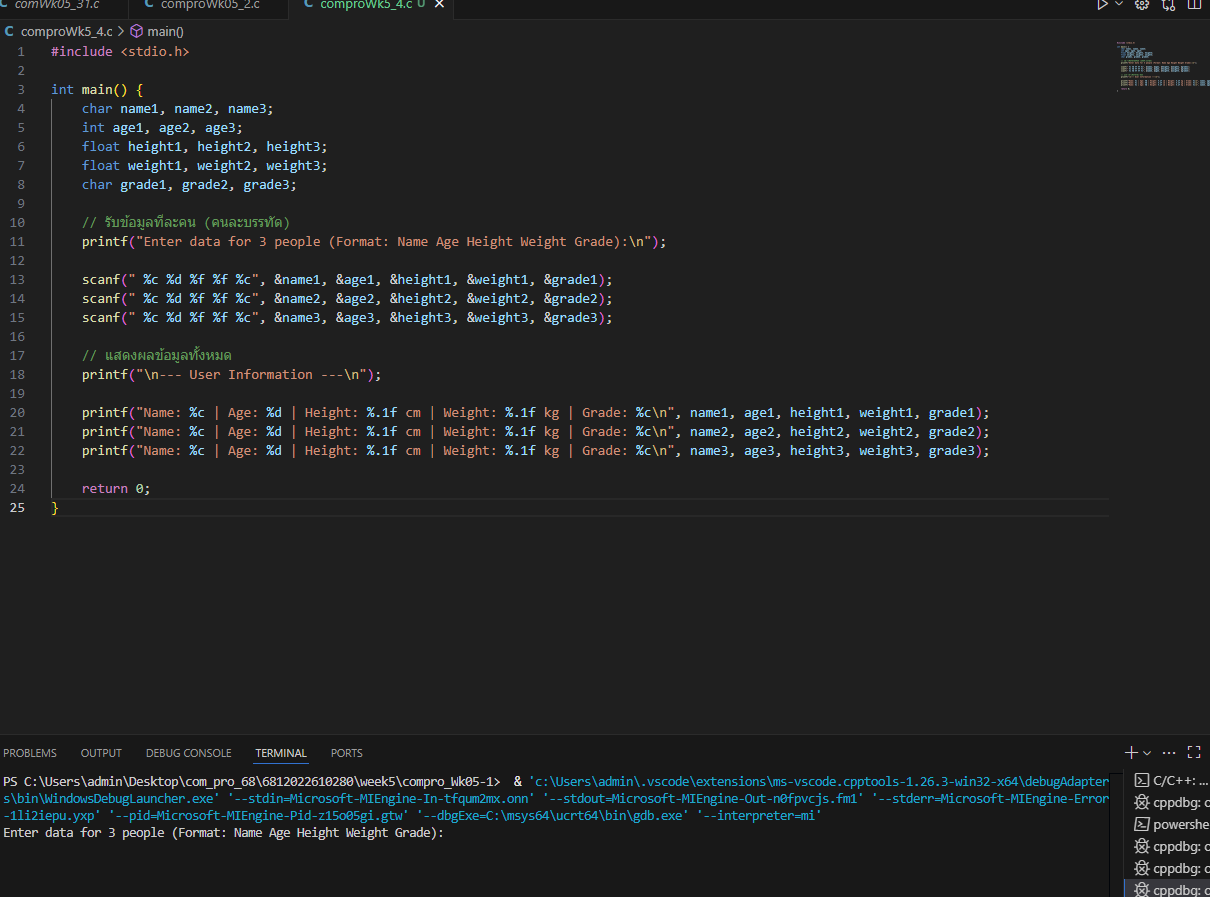 comWk05_31.c
comproWk05_2.c
C comproWk5_4.c U ×
C comproWk5_4.c > main()
1 #include <stdio.h>
2
3 int main() {
4 char name1, name2, name3;
5 int age1, age2, age3;
6 float height1, height2, height3;
7 float weight1, weight2, weight3;
8 char grade1, grade2, grade3;
9
10 // รับข้อมูลทีละคน (คนละบรรทัด)
11 printf("Enter data for 3 people (Format: Name Age Height Weight Grade):\n");
12
13 scanf(" %c %d %f %f %c", &name1, &age1, &height1, &weight1, &grade1);
14 scanf(" %c %d %f %f %c", &name2, &age2, &height2, &weight2, &grade2);
15 scanf(" %c %d %f %f %c", &name3, &age3, &height3, &weight3, &grade3);
16
17 // แสดงผลข้อมูลทั้งหมด
18 printf("\n--- User Information ---\n");
19
20 printf("Name: %c | Age: %d | Height: %.1f cm | Weight: %.1f kg | Grade: %c\n", name1, age1, height1, weight1, grade1);
21 printf("Name: %c | Age: %d | Height: %.1f cm | Weight: %.1f kg | Grade: %c\n", name2, age2, height2, weight2, grade2);
22 printf("Name: %c | Age: %d | Height: %.1f cm | Weight: %.1f kg | Grade: %c\n", name3, age3, height3, weight3, grade3);
23
24 return 0;
25 }
PROBLEMS OUTPUT DEBUG CONSOLE TERMINAL PORTS
PS C:\Users\admin\Desktop\com_pro_68\6812022610280\week5\compro_Wk05-1> & 'c:\Users\admin\.vscode\extensions\ms-vscode.cpptools-1.26.3-win32-x64\debugAdapter
s\bin\WindowsDebugLauncher.exe' '--stdin=Microsoft-MIEngine-In-tfqum2mx.onn' '--stdout=Microsoft-MIEngine-Out-n0fpvcjs.fm1' '--stderr=Microsoft-MIEngine-Error
-1li2iepu.yxp' '--pid=Microsoft-MIEngine-Pid-z15o05gi.gtw' '--dbgExe=C:\msys64\ucrt64\bin\gdb.exe' '--interpreter=mi'
Enter data for 3 people (Format: Name Age Height Weight Grade):
C/C++: ...
cppdbg: c
powershe
cppdbg: c
cppdbg: c
cppdbg: c